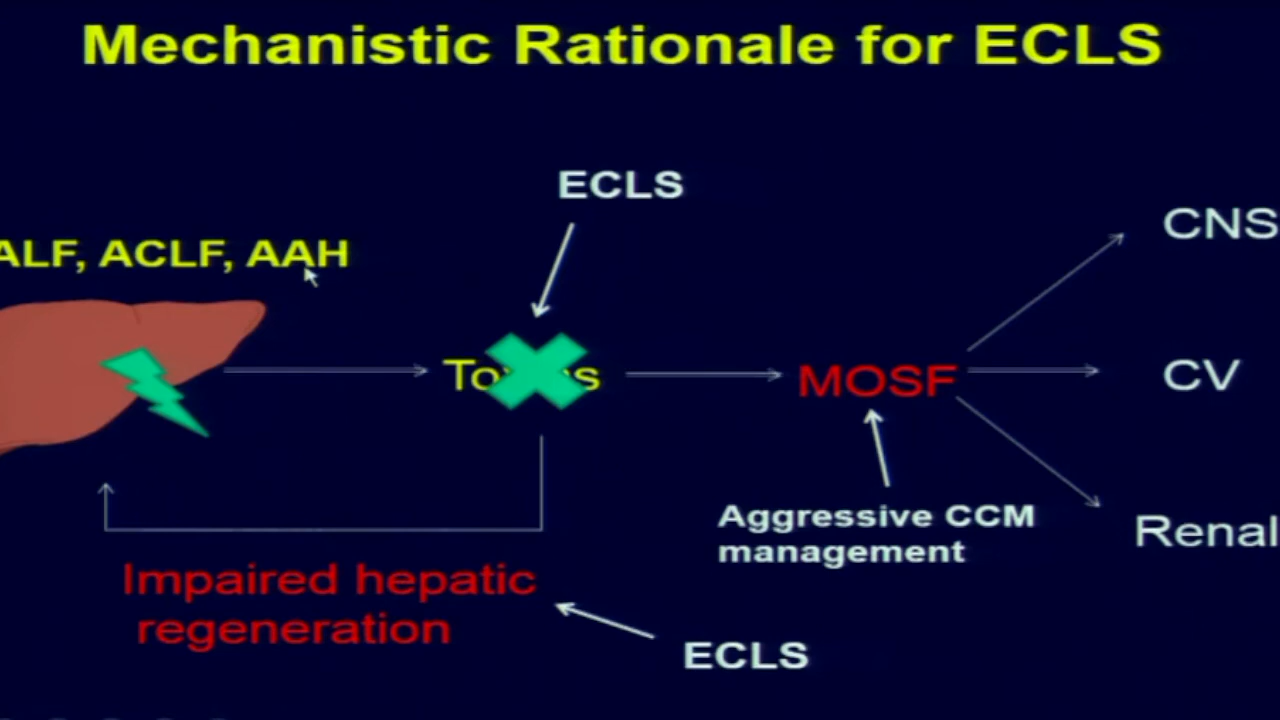 Mechanistic Rationale for ECLS
ECLS
CNS
ALF, ACLF, AAH
CV
MOSF
Aggressive CCM
management
Renal
Impaired hepatic
regeneration
ECLS